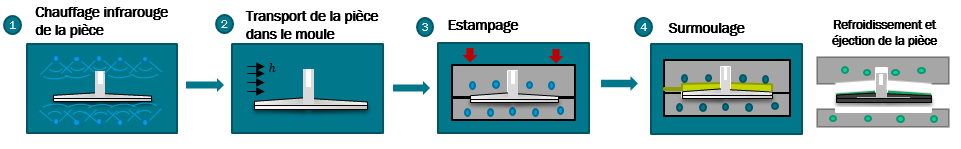 1
Chauffage infrarouge
de la pièce
2
Transport de la pièce
dans le moule
h
3
Estampage
4
Surmoulage
Refroidissement et
éjection de la pièce